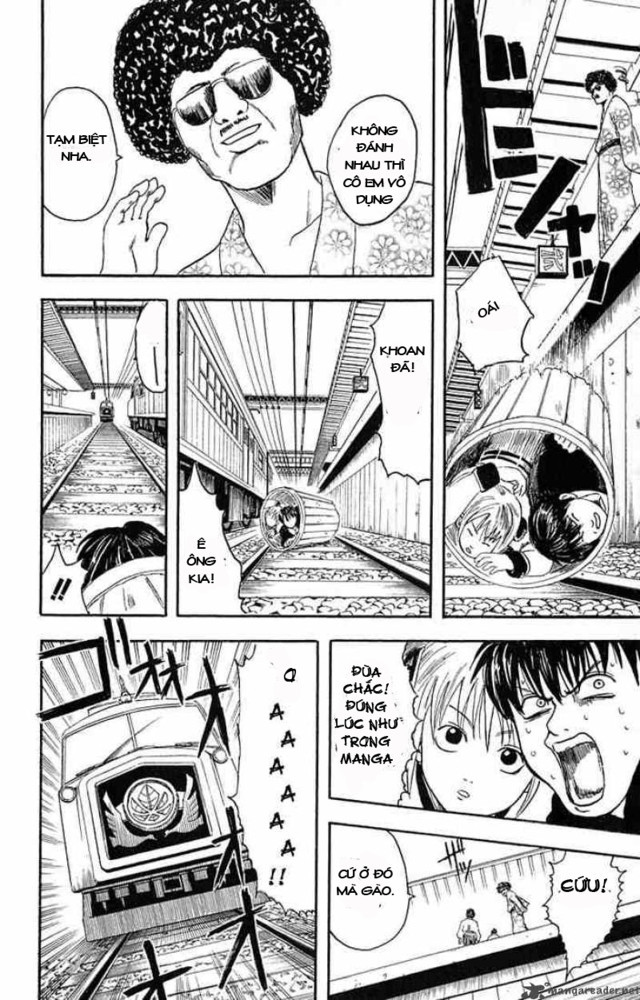 KHÔNG
ĐÁNH
NHAU THÌ
CÔ EM VÔ
DỤNG
TẠM BIỆT
NHA.
OÁI
KHOAN
ĐÃ!
Ê
ÔNG
KIA!
!!
ĐÙA
CHẮC!
ĐÚNG
LÚC NHƯ
TRONG
MANGA
O
A
A
A
A
A
A
A
!!
CỨU!
CỨ Ở ĐÓ
MÀ GÀO.
mangareader.net